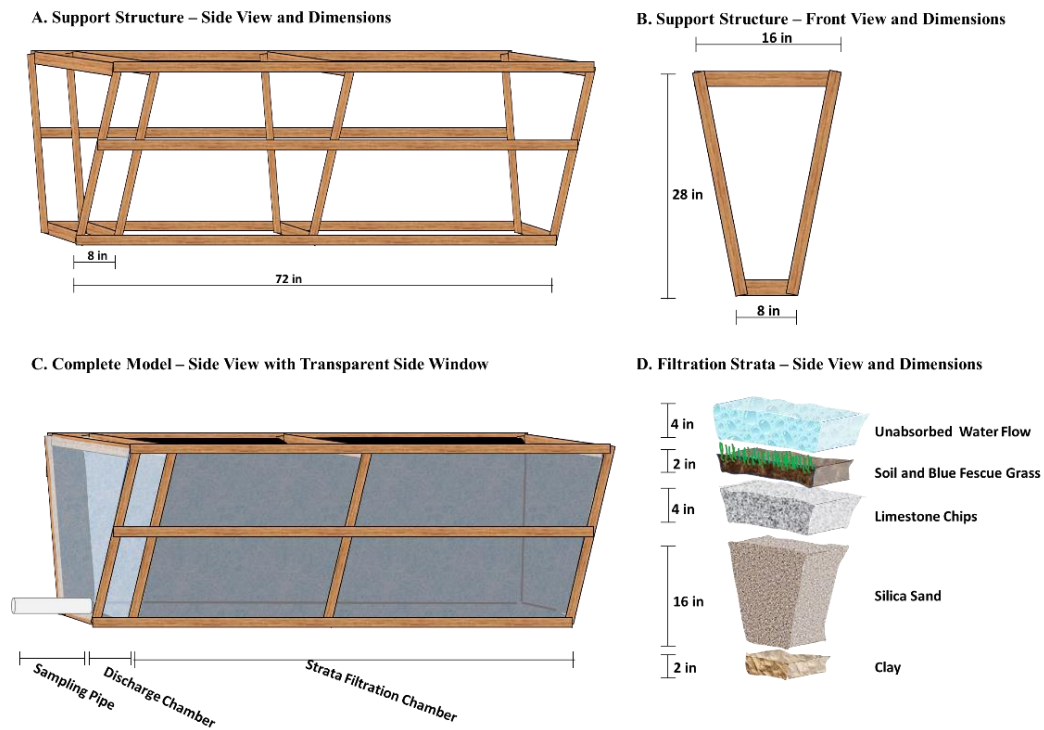 A. Support Structure – Side View and Dimensions
8 in
72 in
B. Support Structure – Front View and Dimensions
16 in
28 in
8 in
C. Complete Model – Side View with Transparent Side Window
Sampling Pipe
Discharge Chamber
Strata Filtration Chamber
D. Filtration Strata – Side View and Dimensions
4 in
Unabsorbed Water Flow
2 in
Soil and Blue Fescue Grass
4 in
Limestone Chips
16 in
Silica Sand
2 in
Clay